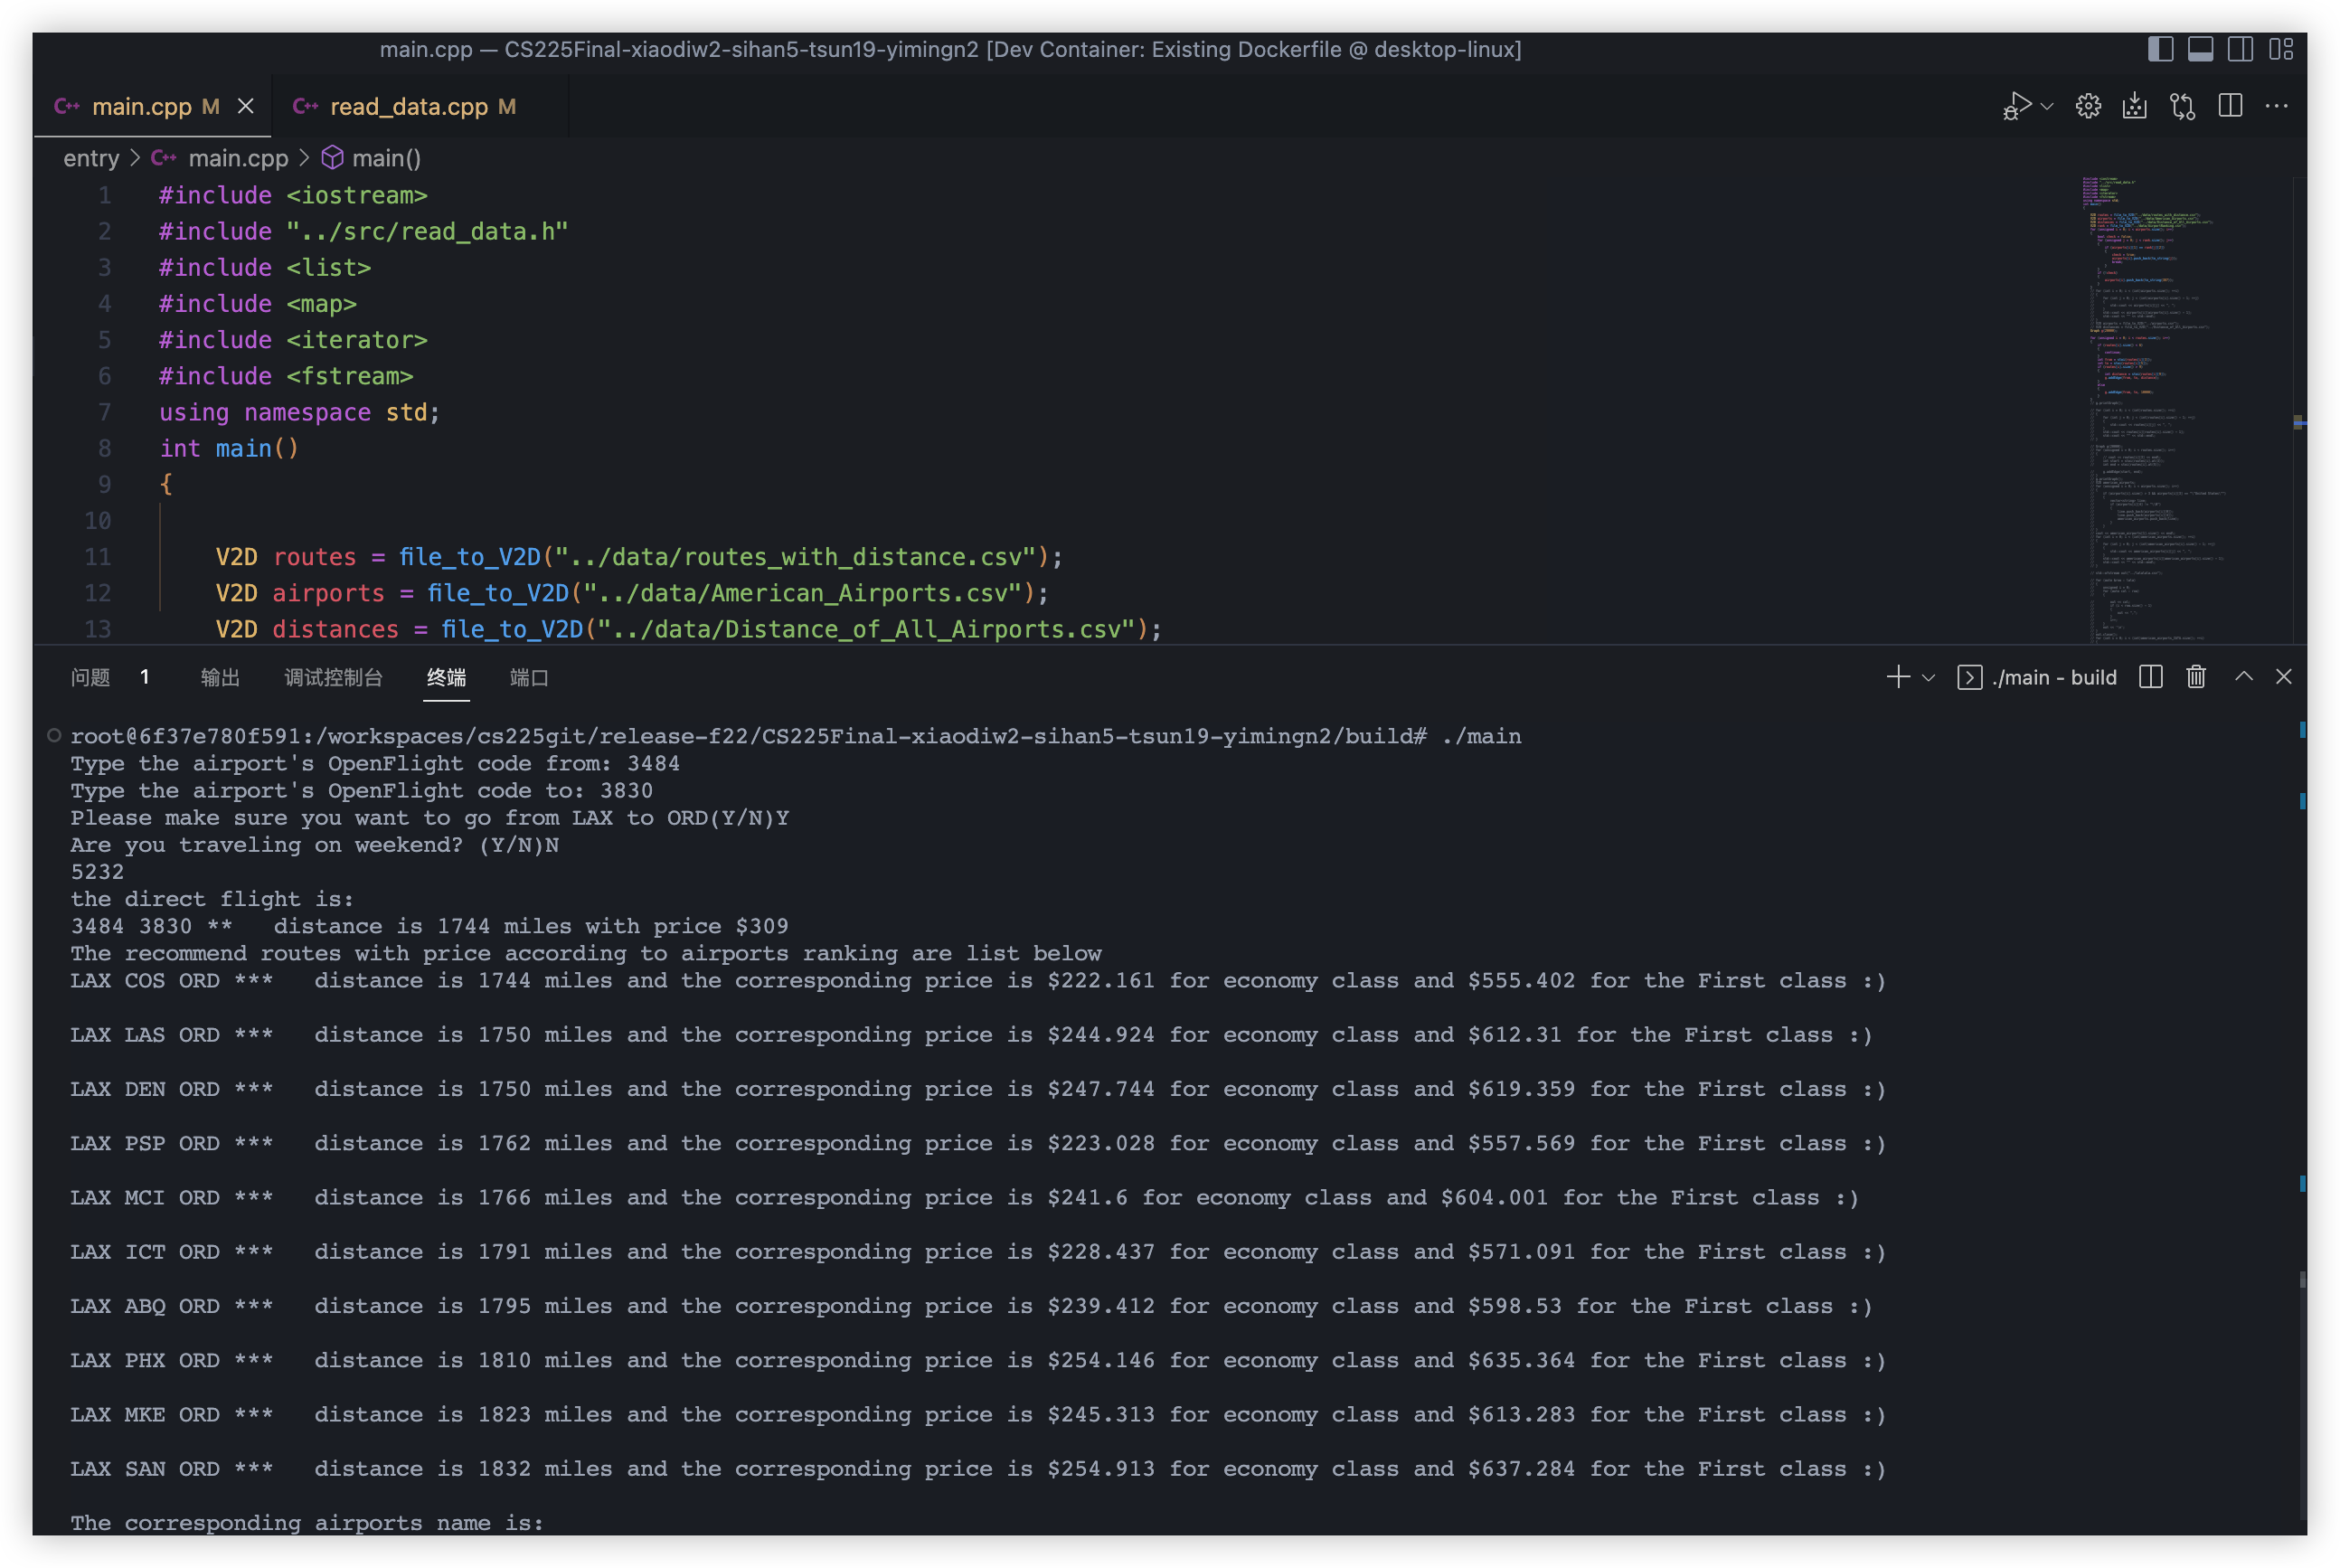 main.cpp — CS225Final-xiaodiw2-sihan5-tsun19-yimingn2 [Dev Container: Existing Dockerfile @ desktop-linux]
C++ main.cpp M C++ read_data.cpp M
entry > C++ main.cpp > main()
1 #include <iostream>
2 #include "../src/read_data.h"
3 #include <list>
4 #include <map>
5 #include <iterator>
6 #include <fstream>
7 using namespace std;
8 int main()
9 {
10
11 V2D routes = file_to_V2D("../data/routes_with_distance.csv");
12 V2D airports = file_to_V2D("../data/American_Airports.csv");
13 V2D distances = file_to_V2D("../data/Distance_of_All_Airports.csv");
问题 1 输出 调试控制台 终端 端口 ./main - build
root@6f37e780f591:/workspaces/cs225git/release-f22/CS225Final-xiaodiw2-sihan5-tsun19-yimingn2/build# ./main
Type the airport's OpenFlight code from: 3484
Type the airport's OpenFlight code to: 3830
Please make sure you want to go from LAX to ORD(Y/N)Y
Are you traveling on weekend? (Y/N)N
5232
the direct flight is:
3484 3830 ** distance is 1744 miles with price $309
The recommend routes with price according to airports ranking are list below
LAX COS ORD *** distance is 1744 miles and the corresponding price is $222.161 for economy class and $555.402 for the First class :)
LAX LAS ORD *** distance is 1750 miles and the corresponding price is $244.924 for economy class and $612.31 for the First class :)
LAX DEN ORD *** distance is 1750 miles and the corresponding price is $247.744 for economy class and $619.359 for the First class :)
LAX PSP ORD *** distance is 1762 miles and the corresponding price is $223.028 for economy class and $557.569 for the First class :)
LAX MCI ORD *** distance is 1766 miles and the corresponding price is $241.6 for economy class and $604.001 for the First class :)
LAX ICT ORD *** distance is 1791 miles and the corresponding price is $228.437 for economy class and $571.091 for the First class :)
LAX ABQ ORD *** distance is 1795 miles and the corresponding price is $239.412 for economy class and $598.53 for the First class :)
LAX PHX ORD *** distance is 1810 miles and the corresponding price is $254.146 for economy class and $635.364 for the First class :)
LAX MKE ORD *** distance is 1823 miles and the corresponding price is $245.313 for economy class and $613.283 for the First class :)
LAX SAN ORD *** distance is 1832 miles and the corresponding price is $254.913 for economy class and $637.284 for the First class :)
The corresponding airports name is: